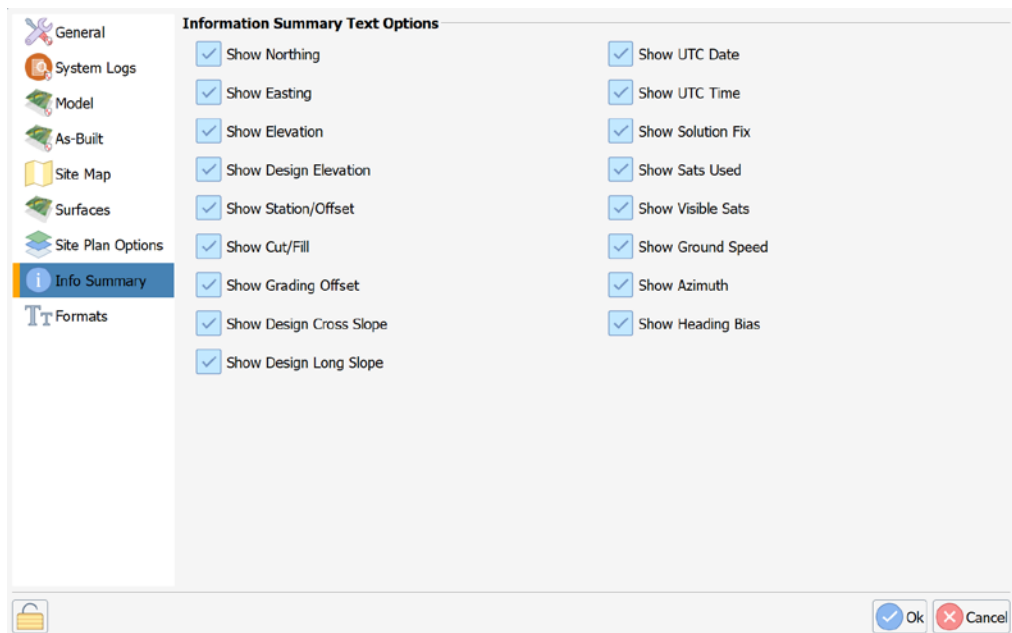 General
System Logs
Model
As-Built
Site Map
Surfaces
Site Plan Options
Info Summary
Formats
Information Summary Text Options
Show Northing
Show Easting
Show Elevation
Show Design Elevation
Show Station/Offset
Show Cut/Fill
Show Grading Offset
Show Design Cross Slope
Show Design Long Slope
Show UTC Date
Show UTC Time
Show Solution Fix
Show Sats Used
Show Visible Sats
Show Ground Speed
Show Azimuth
Show Heading Bias
Ok
Cancel